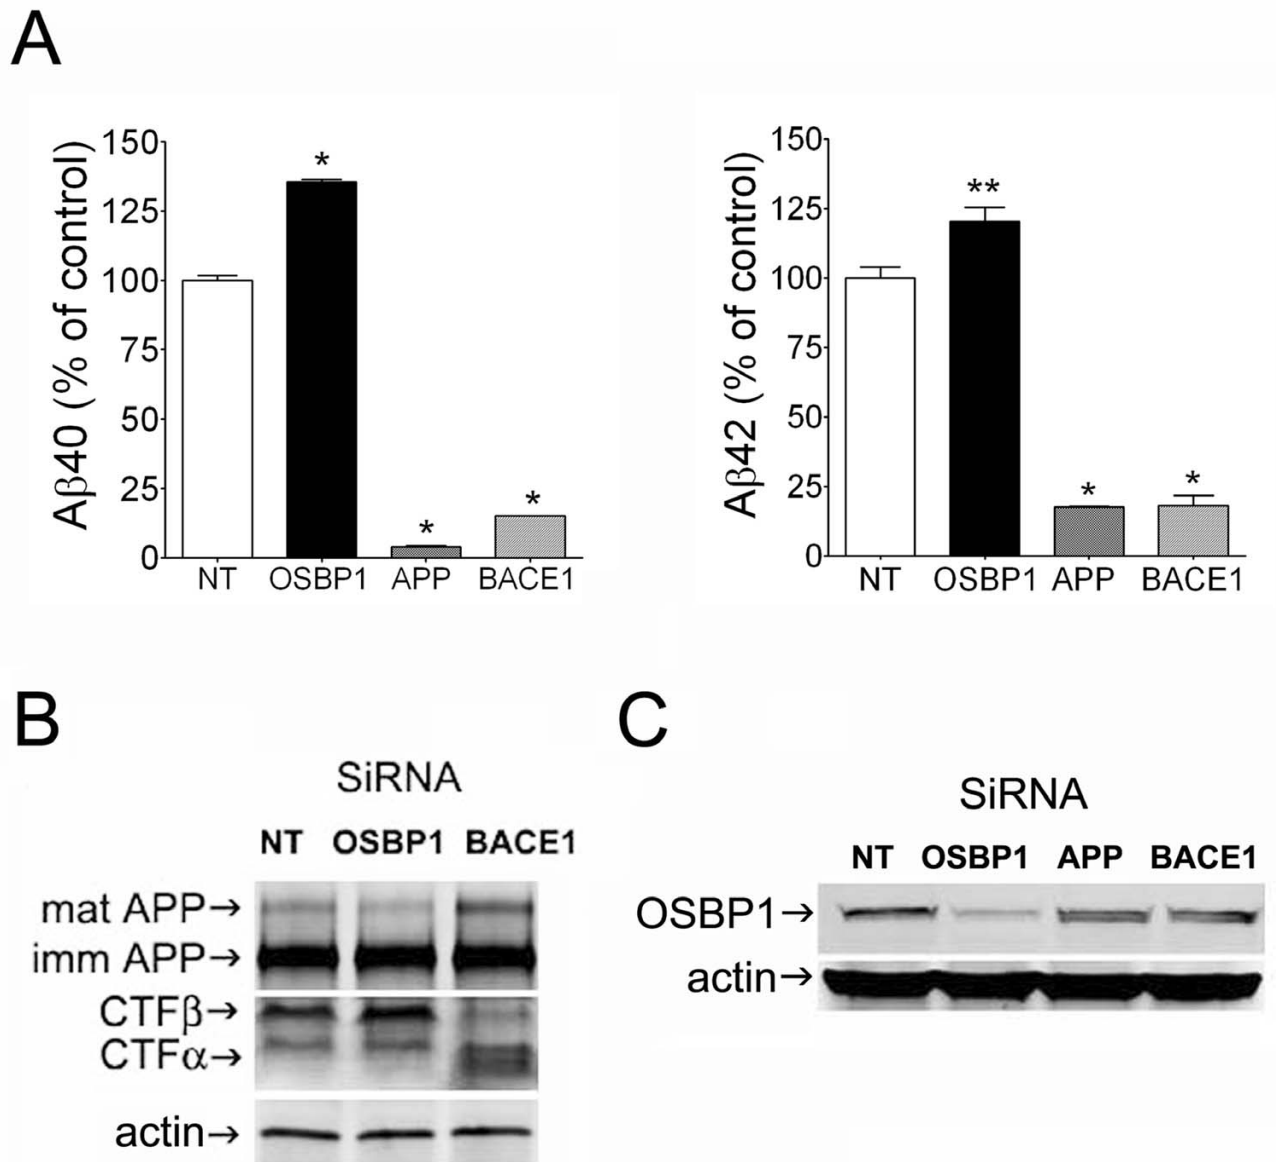 A
Aβ40 (% of control)
150
125
100
75
50
25
0
*
*
*
NT OSBP1 APP BACE1
Aβ42 (% of control)
150
125
100
75
50
25
0
**
*
*
NT OSBP1 APP BACE1
B
SiRNA
NT OSBP1 BACE1
mat APP→
imm APP→
CTFβ→
CTFα→
actin→
C
SiRNA
NT OSBP1 APP BACE1
OSBP1→
actin→